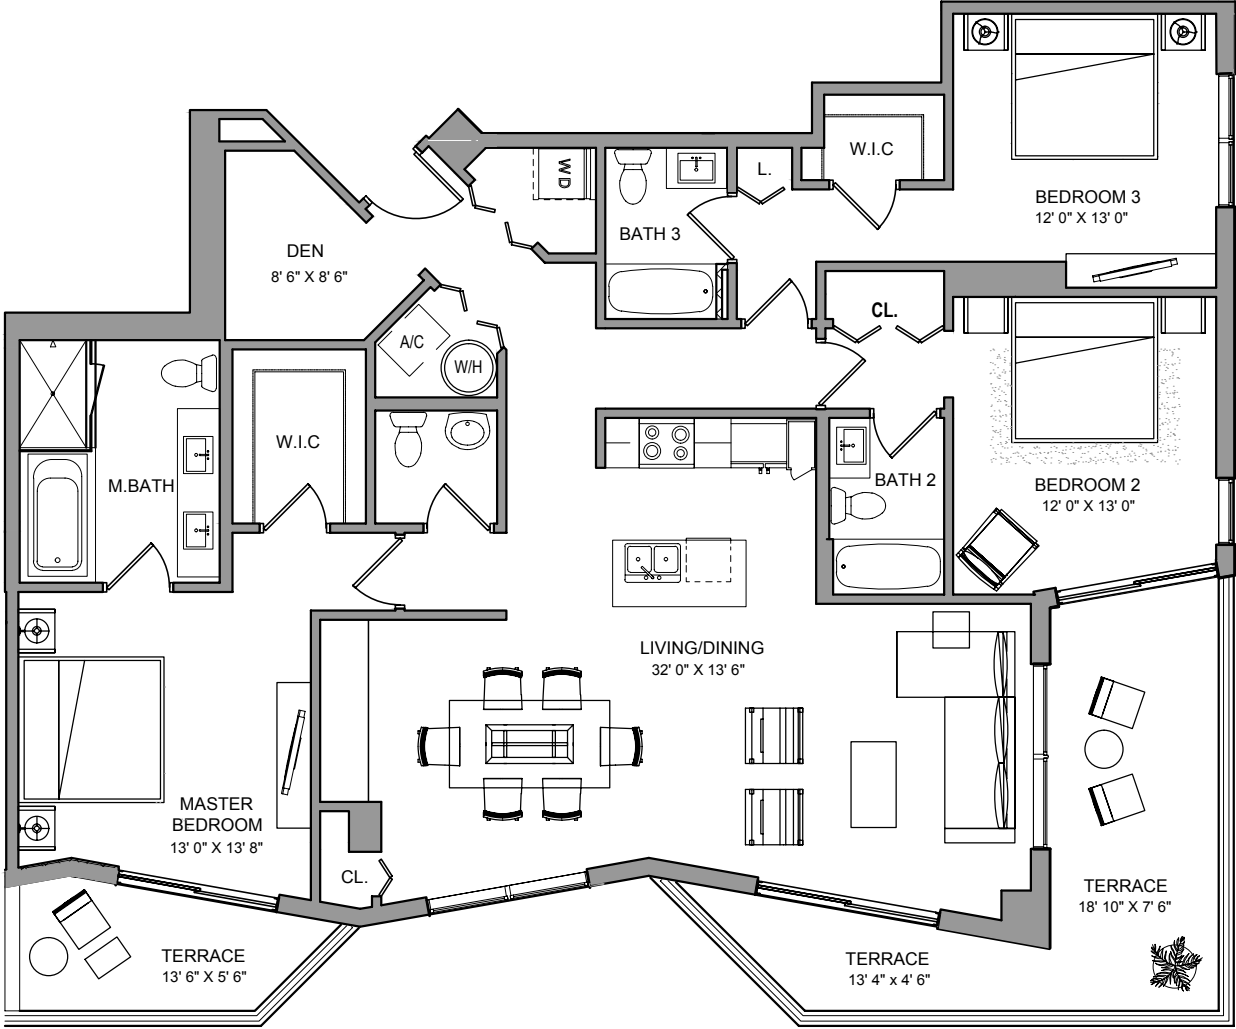 W.I.C
BEDROOM 3
12' 0" X 13' 0"
L.
WD
BATH 3
DEN
8' 6" X 8' 6"
CL.
A/C
W/H
W.I.C
M.BATH
BATH 2
BEDROOM 2
12' 0" X 13' 0"
LIVING/DINING
32' 0" X 13' 6"
MASTER
BEDROOM
13' 0" X 13' 8"
CL.
TERRACE
18' 10" X 7' 6"
TERRACE
13' 6" X 5' 6"
TERRACE
13' 4" x 4' 6"